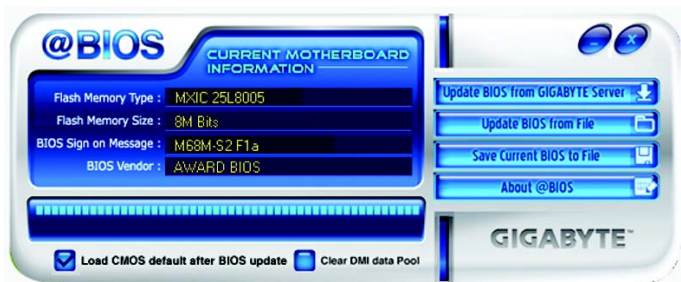 @BIOS
CURRENT MOTHERBOARD
INFORMATION
Flash Memory Type : MXIC 25L8005
Flash Memory Size : 8M Bits
BIOS Sign on Message : M68M-S2 F1a
BIOS Vendor : AWARD BIOS
Update BIOS from GIGABYTE Server
Update BIOS from File
Save Current BIOS to File
About @BIOS
Load CMOS default after BIOS update
Clear DMI data Pool
GIGABYTE™